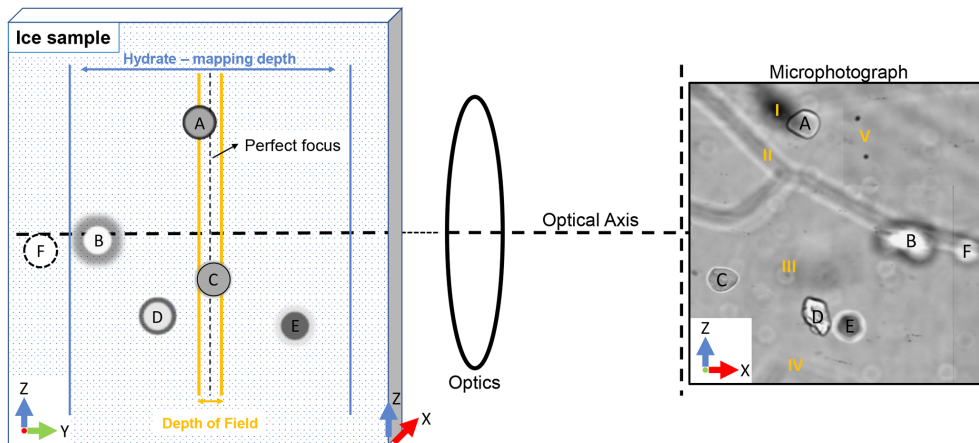 Ice sample
Hydrate – mapping depth
A
Perfect focus
B
F
C
D
E
Depth of Field
Z
Y
Z
X
Optics
Optical Axis
Microphotograph
I
A
V
II
B
F
III
C
D
E
IV
Z
X